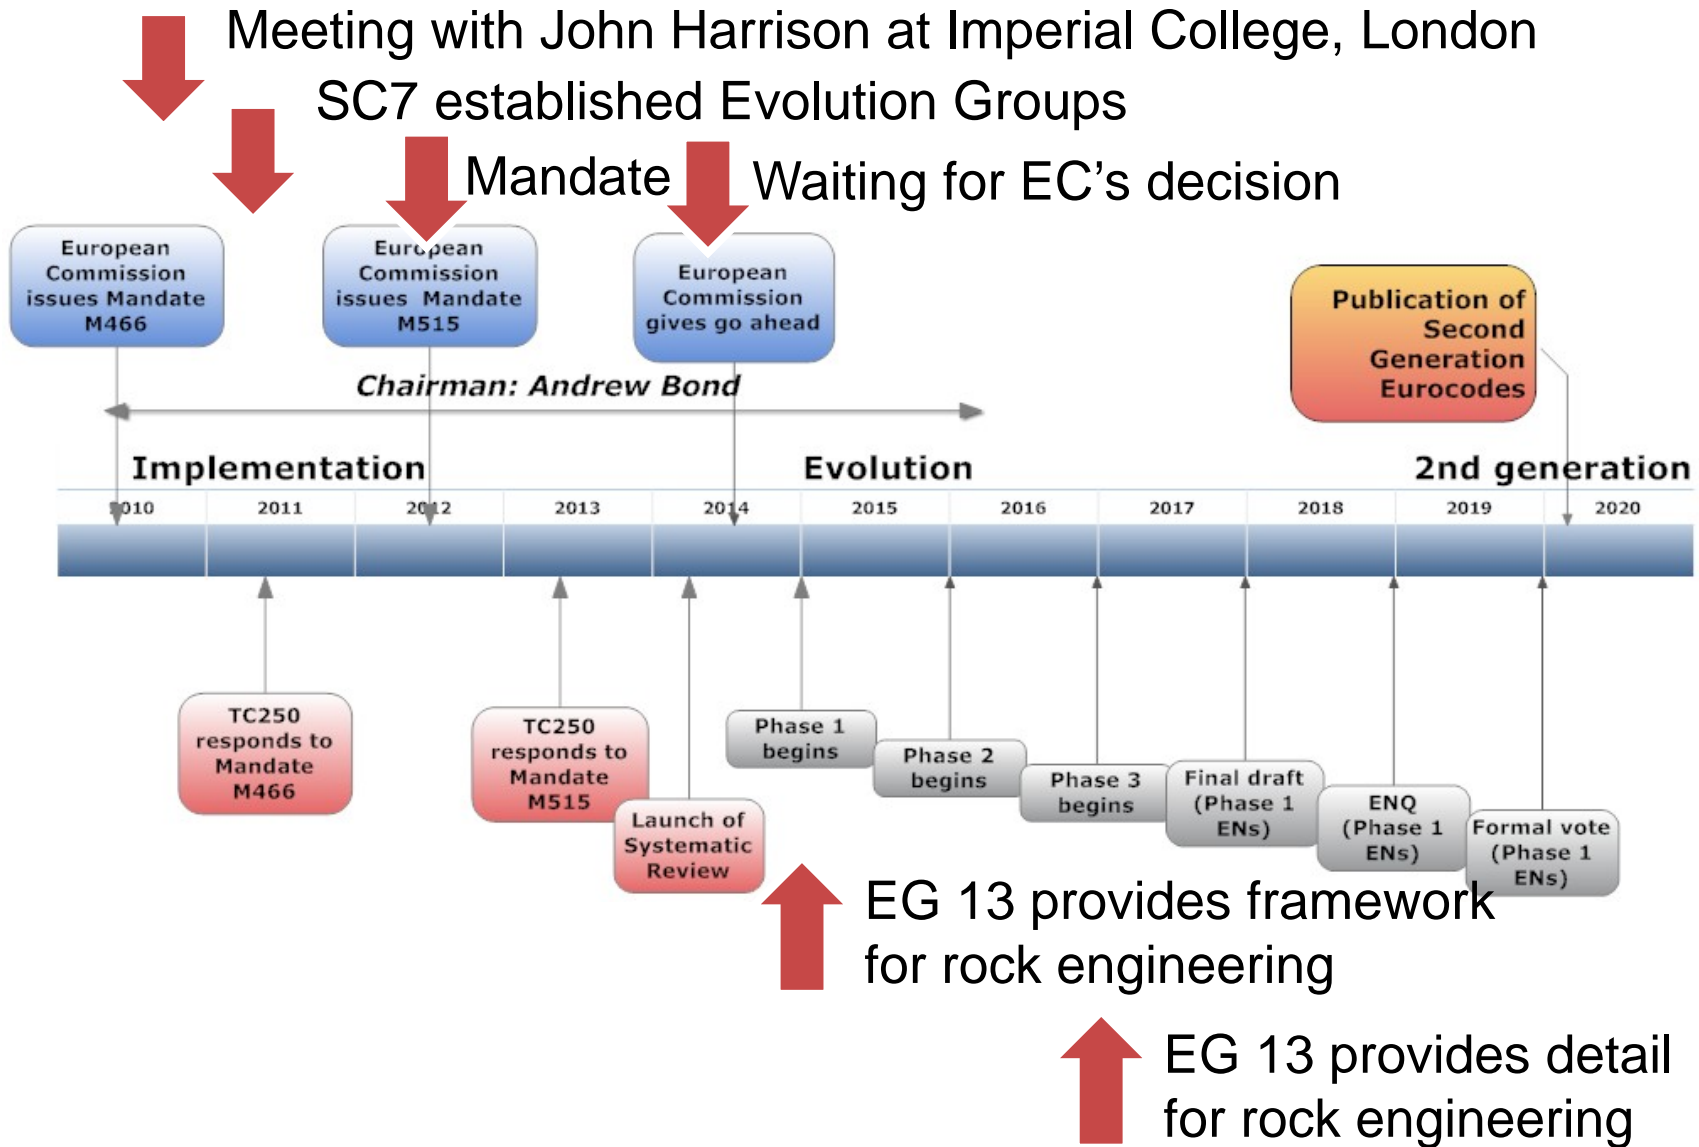 Meeting with John Harrison at Imperial College, London
SC7 established Evolution Groups
Mandate
Waiting for EC’s decision
European
Commission
issues Mandate
M466
European
Commission
issues Mandate
M515
European
Commission
gives go ahead
Publication of
Second
Generation
Eurocodes
Chairman: Andrew Bond
Implementation
Evolution
2nd generation
2010
2011
2012
2013
2014
2015
2016
2017
2018
2019
2020
TC250
responds to
Mandate
M466
TC250
responds to
Mandate
M515
Launch of
Systematic
Review
Phase 1
begins
Phase 2
begins
Phase 3
begins
Final draft
(Phase 1
ENs)
ENQ
(Phase 1
ENs)
Formal vote
(Phase 1
ENs)
EG 13 provides framework
for rock engineering
EG 13 provides detail
for rock engineering